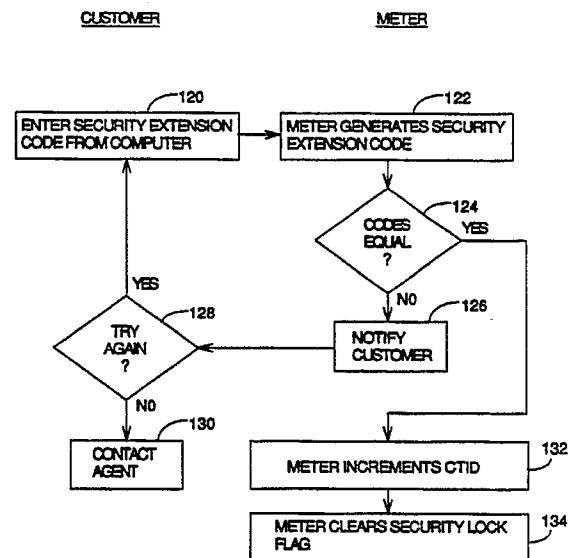 CUSTOMER
METER
120
122
ENTER SECURITY EXTENSION
CODE FROM COMPUTER
METER GENERATES SECURITY
EXTENSION CODE
124
CODES
EQUAL
?
YES
NO
126
NOTIFY
CUSTOMER
YES
128
TRY
AGAIN
?
NO
130
CONTACT
AGENT
132
METER INCREMENTS CTID
134
METER CLEARS SECURITY LOCK
FLAG